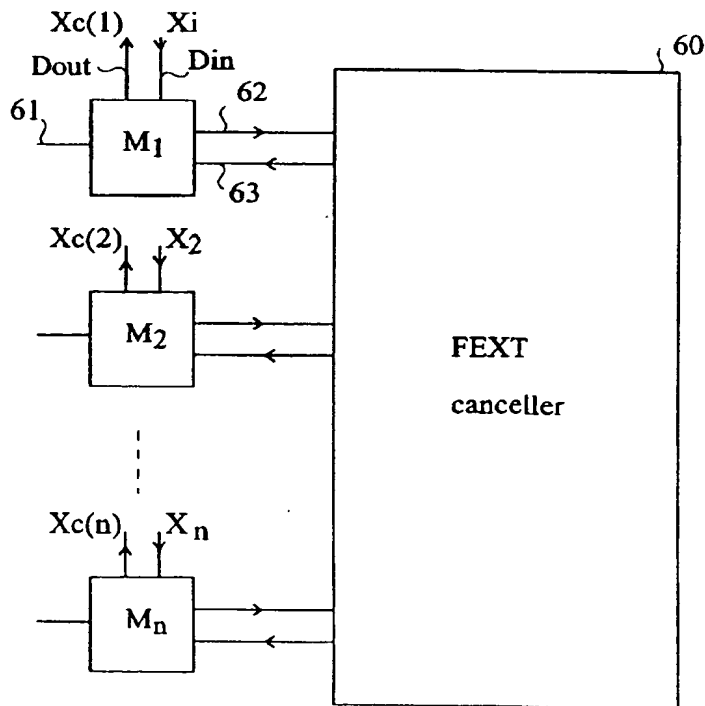 Xc(1) Xi
60
Dout Din
61
62
M1
63
Xc(2) X2
M2
FEXT
canceller
Xc(n) Xn
Mn